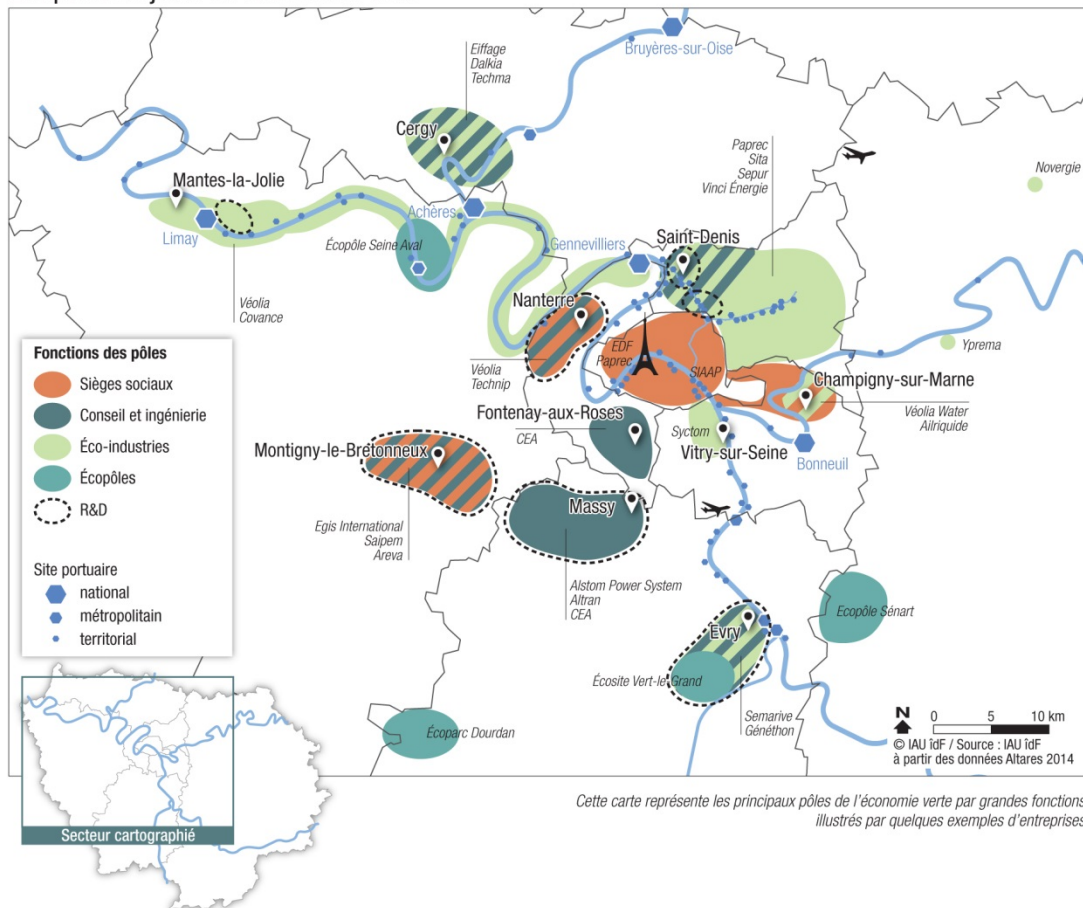 Bruyères-sur-Oise
Eiffage
Dalkia
Techma
Cergy
Paprec
Sita
Sepur
Vinci Énergie
Novergie
Mantes-la-Jolie
Limay
Achères
Écopôle Seine Aval
Gennevilliers
Saint-Denis
Véolia
Covance
Nanterre
EDF
Paprec
SIAAP
Véolia
Technip
Yprema
Champigny-sur-Marne
Véolia Water
Ailriquide
Fontenay-aux-Roses
CEA
Syctom
Vitry-sur-Seine
Bonneuil
Montigny-le-Bretonneux
Egis International
Saipem
Areva
Massy
Alstom Power System
Altran
CEA
Ecopôle Sénart
Evry
Écosite Vert-le-Grand
Semarive
Généthon
Écoparc Dourdan
Fonctions des pôles
Sièges sociaux
Conseil et ingénierie
Éco-industries
Écopôles
R&D
Site portuaire
national
métropolitain
territorial
Secteur cartographié
N
0 5 10 km
© IAU îdF / Source : IAU îdF
à partir des données Altares 2014
Cette carte représente les principaux pôles de l'économie verte par grandes fonctions
illustrés par quelques exemples d'entreprises